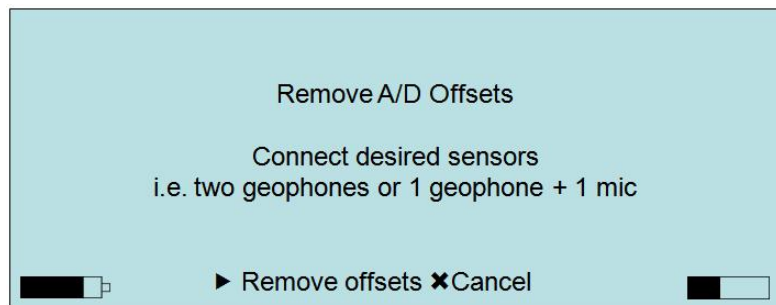 Remove A/D Offsets
Connect desired sensors
i.e. two geophones or 1 geophone + 1 mic
▶ Remove offsets ✖Cancel